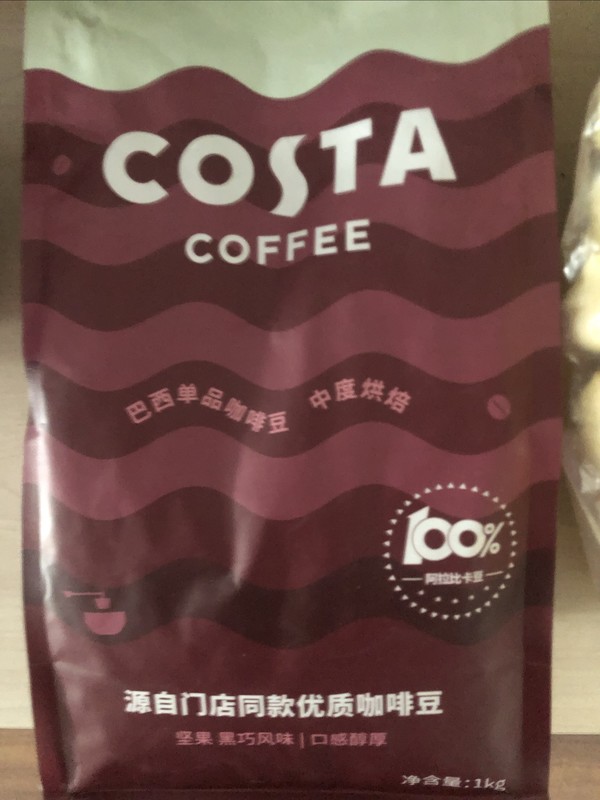 COSTA
COFFEE
巴西单品咖啡豆 中度烘焙
100%
阿拉比卡豆
源自门店同款优质咖啡豆
坚果 黑巧风味 | 口感醇厚
净含量:1kg